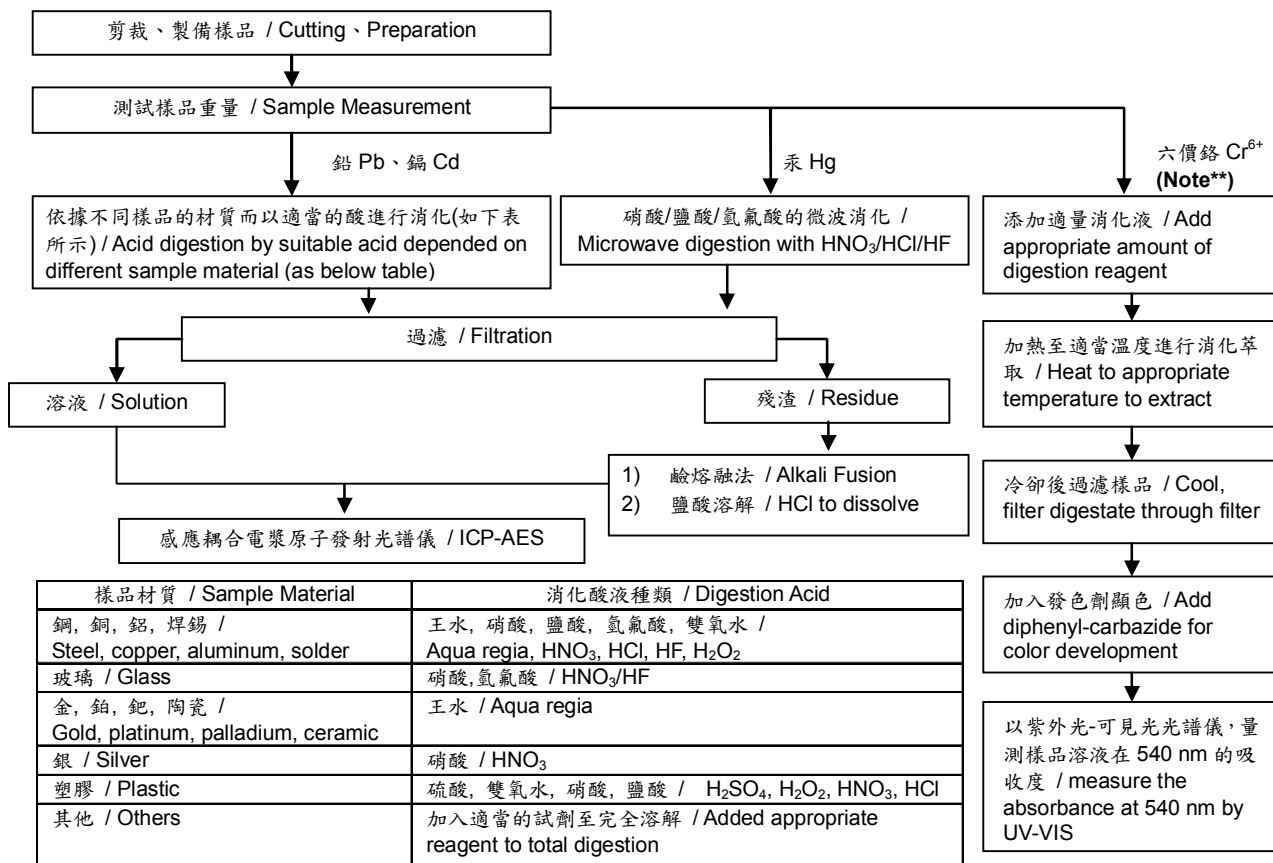 剪裁、製備樣品 / Cutting、Preparation
測試樣品重量 / Sample Measurement
鉛 Pb、鎘 Cd
汞 Hg
六價鉻 Cr⁶⁺
(Note**)
依據不同樣品的材質而以適當的酸進行消化(如下表
所示) / Acid digestion by suitable acid depended on
different sample material (as below table)
硝酸/鹽酸/氫氟酸的微波消化 /
Microwave digestion with HNO₃/HCl/HF
添加適量消化液 / Add
appropriate amount of
digestion reagent
過濾 / Filtration
加熱至適當溫度進行消化萃
取 / Heat to appropriate
temperature to extract
溶液 / Solution
殘渣 / Residue
1) 鹼熔融法 / Alkali Fusion
2) 鹽酸溶解 / HCl to dissolve
冷卻後過濾樣品 / Cool,
filter digestate through filter
感應耦合電漿原子發射光譜儀 / ICP-AES
加入發色劑顯色 / Add
diphenyl-carbazide for
color development
以紫外光-可見光光譜儀，量
測樣品溶液在 540 nm 的吸
收度 / measure the
absorbance at 540 nm by
UV-VIS
樣品材質 / Sample Material
消化酸液種類 / Digestion Acid
鋼, 銅, 鋁, 焊錫 /
Steel, copper, aluminum, solder
王水, 硝酸, 鹽酸, 氫氟酸, 雙氧水 /
Aqua regia, HNO₃, HCl, HF, H₂O₂
玻璃 / Glass
硝酸,氫氟酸 / HNO₃/HF
金, 鉑, 鈀, 陶瓷 /
Gold, platinum, palladium, ceramic
王水 / Aqua regia
銀 / Silver
硝酸 / HNO₃
塑膠 / Plastic
硫酸, 雙氧水, 硝酸, 鹽酸 / H₂SO₄, H₂O₂, HNO₃, HCl
其他 / Others
加入適當的試劑至完全溶解 / Added appropriate
reagent to total digestion